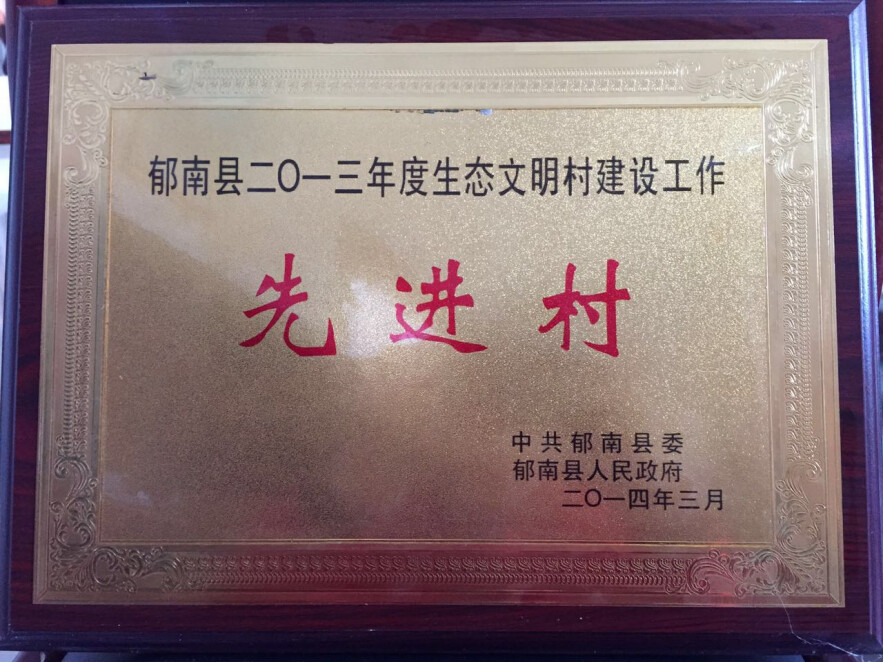 郁南县二〇一三年度生态文明村建设工作
先进村
中共郁南县委
郁南县人民政府
二〇一四年三月